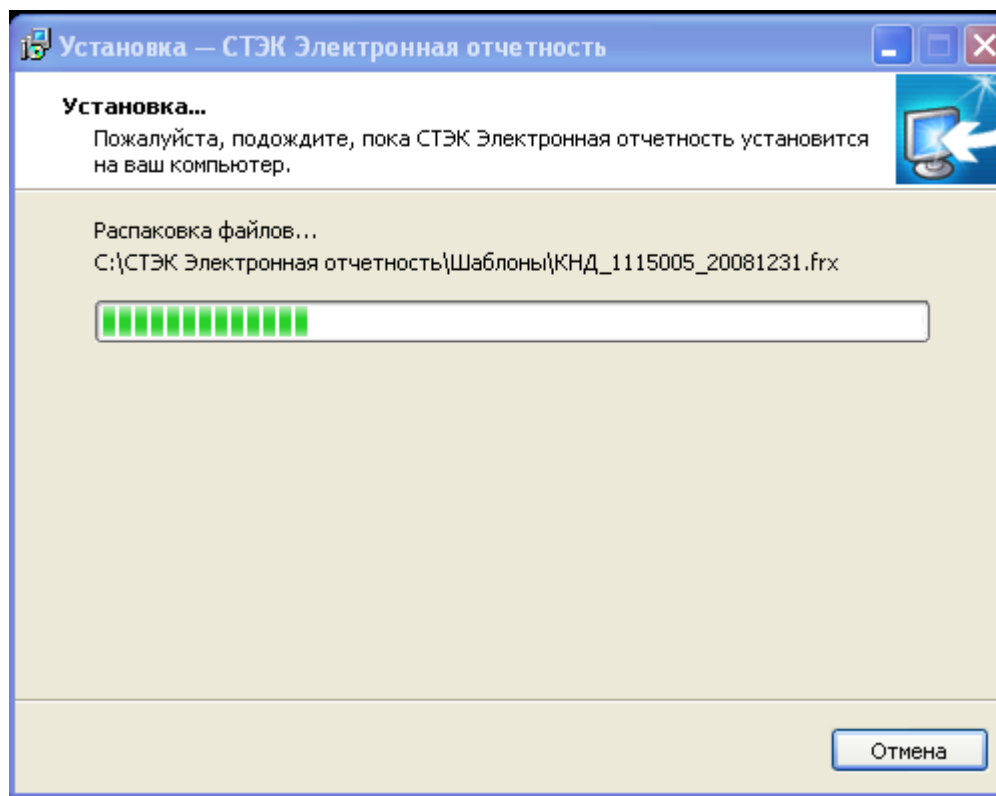 Установка — СТЭК Электронная отчетность
Установка...
Пожалуйста, подождите, пока СТЭК Электронная отчетность установится
на ваш компьютер.
Распаковка файлов...
C:\СТЭК Электронная отчетность\Шаблоны\КНД_1115005_20081231.frx
Отмена